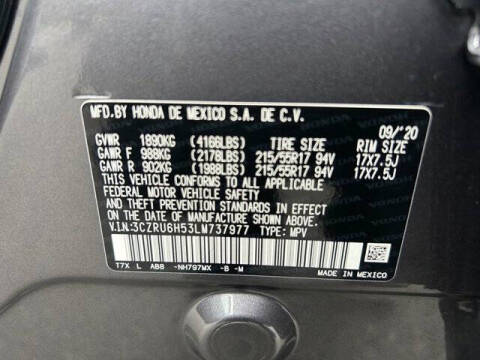 MFD.BY HONDA DE MEXICO S.A. DE C.V.
09/'20
GVWR 1890KG (4166LBS) TIRE SIZE RIM SIZE
GAWR F 988KG (2178LBS) 215/55R17 94V 17X7.5J
GAWR R 902KG (1988LBS) 215/55R17 94V 17X7.5J
THIS VEHICLE CONFORMS TO ALL APPLICABLE
FEDERAL MOTOR VEHICLE SAFETY, BUMPER,
AND THEFT PREVENTION STANDARDS IN EFFECT
ON THE DATE OF MANUFACTURE SHOWN ABOVE.
V.I.N.:3CZRU6H53LM737977 TYPE: MPV
T7X L ABB -NH797MX -B -M
MADE IN MEXICO